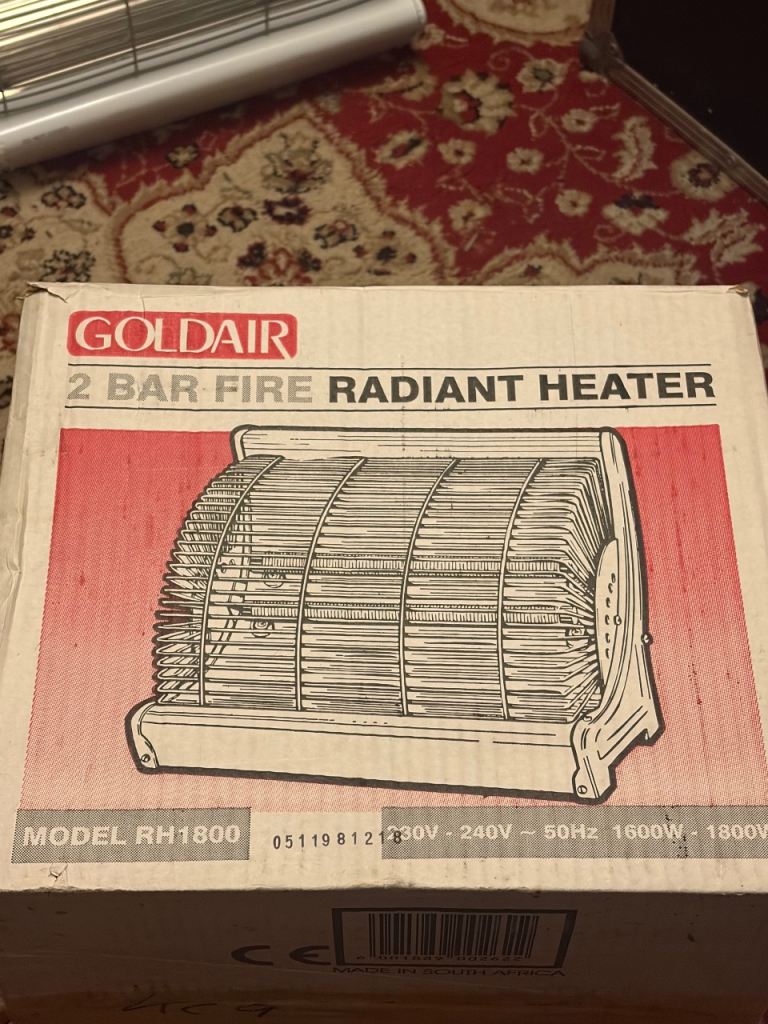 GOLDAIR
2 BAR FIRE RADIANT HEATER
MODEL RH1800 0511981218 230V - 240V ~ 50Hz 1600W - 1800W
CE
MADE IN SOUTH AFRICA